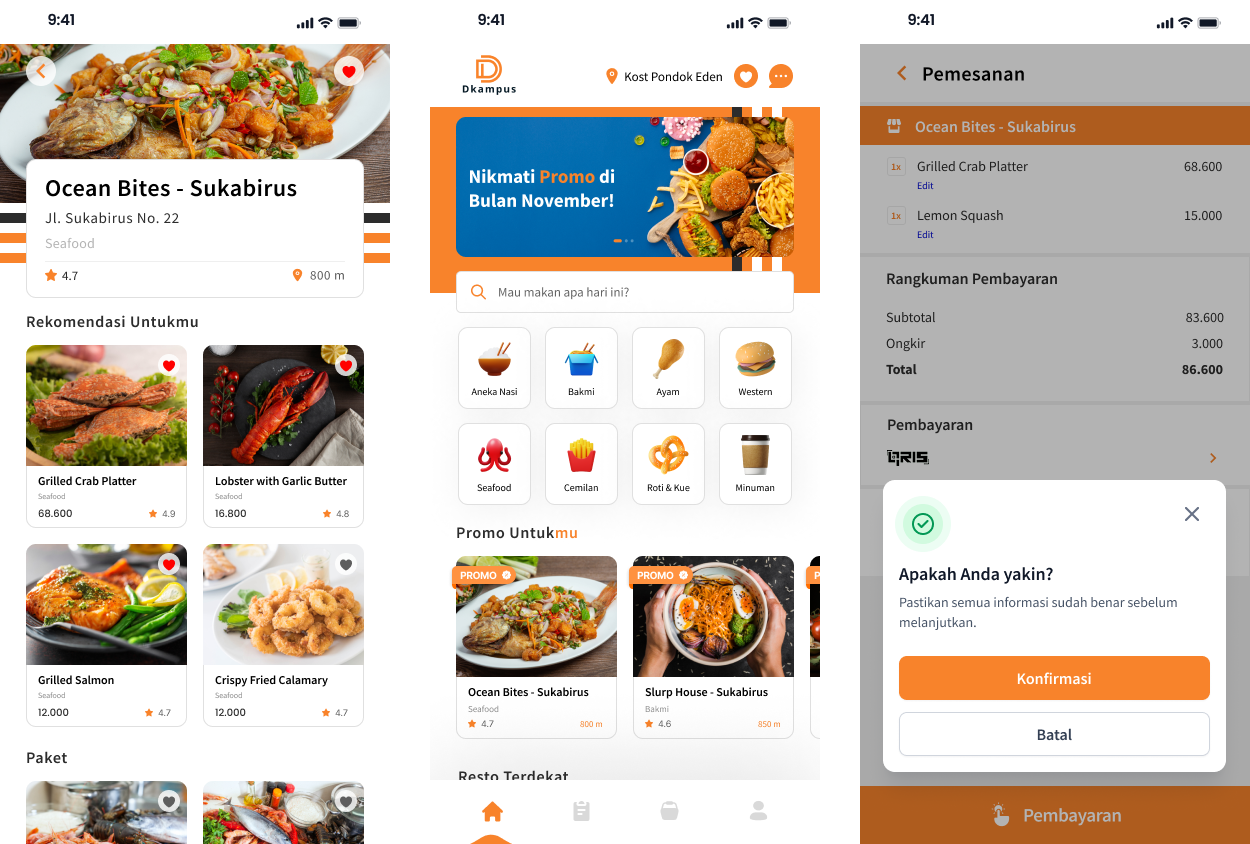 9:41
Ocean Bites - Sukabirus
Jl. Sukabirus No. 22
Seafood
4.7
800 m
Rekomendasi Untukmu
Grilled Crab Platter
Seafood
68.600
4.9
Lobster with Garlic Butter
Seafood
16.800
4.8
Grilled Salmon
Seafood
12.000
4.7
Crispy Fried Calamary
Seafood
12.000
4.7
Paket
9:41
Dkampus
Kost Pondok Eden
Nikmati Promo di
Bulan November!
Mau makan apa hari ini?
Aneka Nasi
Bakmi
Ayam
Western
Seafood
Cemilan
Roti & Kue
Minuman
Promo Untukmu
PROMO
Ocean Bites - Sukabirus
Seafood
4.7
800 m
PROMO
Slurp House - Sukabirus
Bakmi
4.6
850 m
Resto Terdekat
9:41
Pemesanan
Ocean Bites - Sukabirus
1x
Grilled Crab Platter
68.600
Edit
1x
Lemon Squash
15.000
Edit
Rangkuman Pembayaran
Subtotal
83.600
Ongkir
3.000
Total
86.600
Pembayaran
QRIS
Apakah Anda yakin?
Pastikan semua informasi sudah benar sebelum
melanjutkan.
Konfirmasi
Batal
Pembayaran